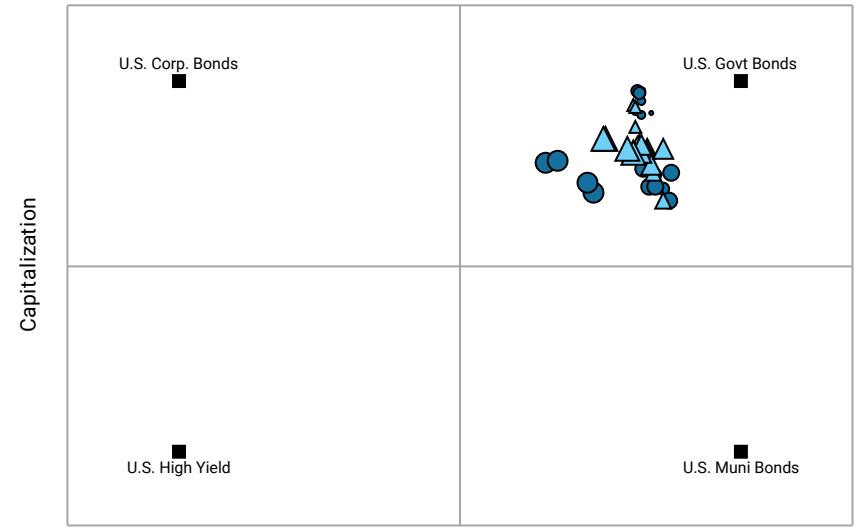 U.S. Corp. Bonds
U.S. Govt Bonds
Capitalization
U.S. High Yield
U.S. Muni Bonds